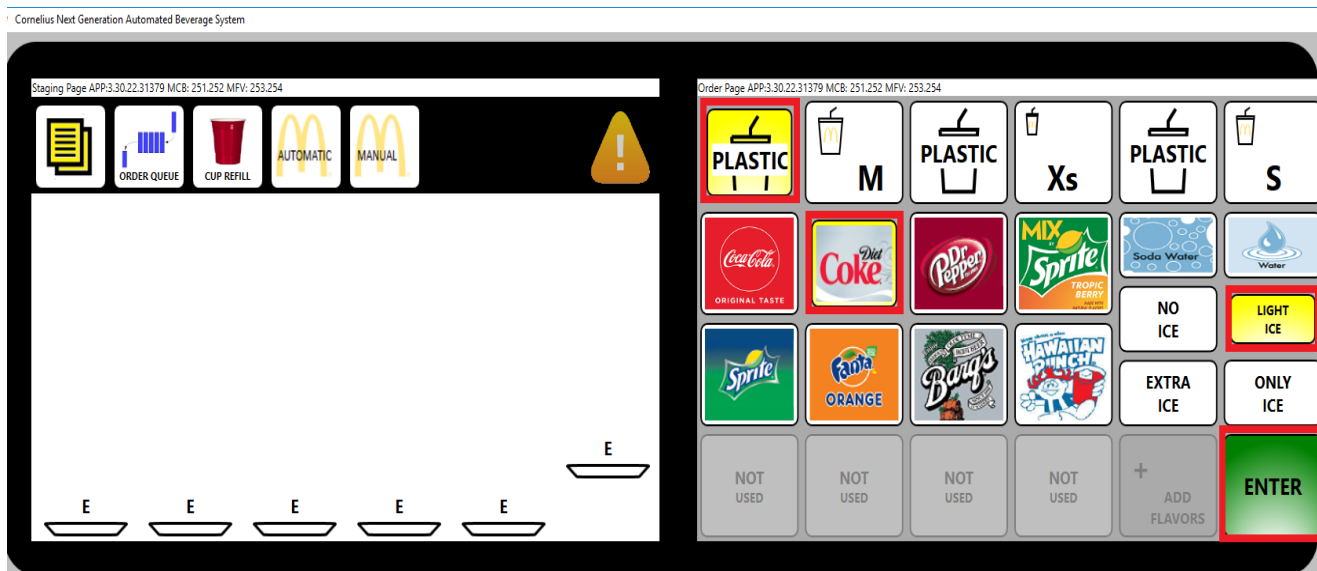 Cornelius Next Generation Automated Beverage System
Staging Page APP:3.30.22.31379 MCB: 251.252 MFV: 253.254
ORDER QUEUE
CUP REFILL
AUTOMATIC
MANUAL
!
E
E
E
E
E
E
Order Page APP:3.30.22.31379 MCB: 251.252 MFV: 253.254
PLASTIC
M
PLASTIC
Xs
PLASTIC
S
Coca-Cola
ORIGINAL TASTE
Diet
Coke
Dr
Pepper
MIX
BY
Sprite
TROPIC
BERRY
Soda Water
Water
NO
ICE
LIGHT
ICE
Sprite
Fanta
ORANGE
Barq's
HAWAIIAN
PUNCH
EXTRA
ICE
ONLY
ICE
NOT
USED
NOT
USED
NOT
USED
NOT
USED
+
ADD
FLAVORS
ENTER